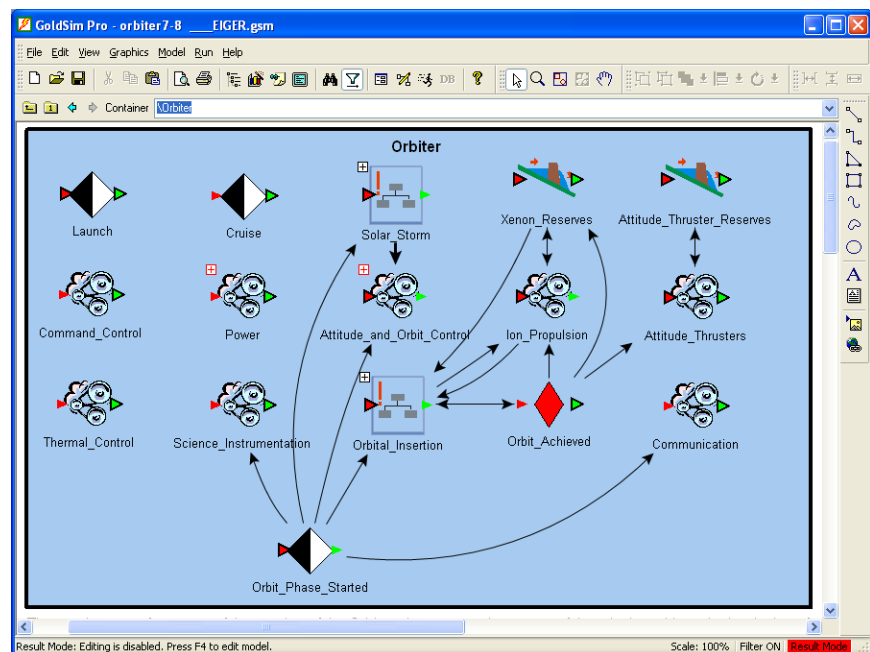 GoldSim Pro - orbiter7-8 ___EIGER.gsm
File Edit View Graphics Model Run Help
DB
Container \Orbiter
Orbiter
Launch
Cruise
Solar_Storm
Xenon_Reserves
Attitude_Thruster_Reserves
Command_Control
Power
Attitude_and_Orbit_Control
Ion_Propulsion
Attitude_Thrusters
Thermal_Control
Science_Instrumentation
Orbital_Insertion
Orbit_Achieved
Communication
Orbit_Phase_Started
A
Result Mode: Editing is disabled. Press F4 to edit model.
Scale: 100% Filter ON Result Mode